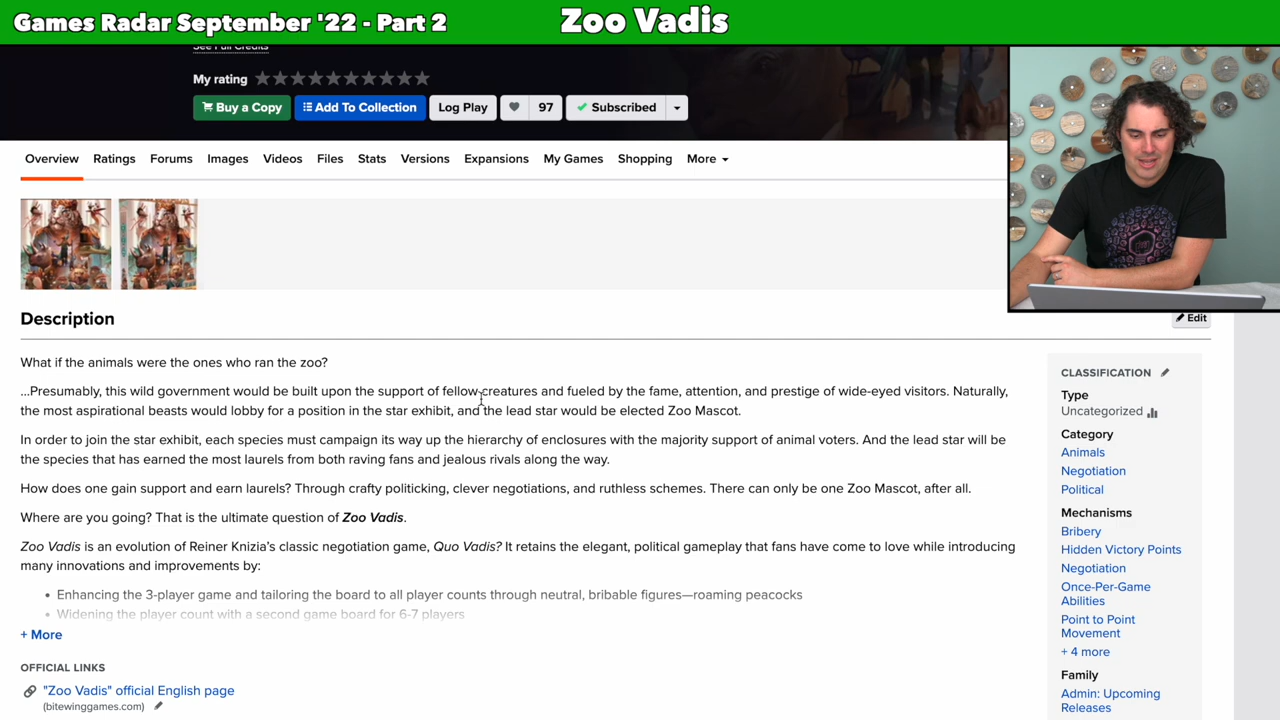 Games Radar September '22 - Part 2
Zoo Vadis
See Full Credits
My rating
Buy a Copy
Add To Collection
Log Play
97
Subscribed
Overview
Ratings
Forums
Images
Videos
Files
Stats
Versions
Expansions
My Games
Shopping
More
Description
Edit
What if the animals were the ones who ran the zoo?
...Presumably, this wild government would be built upon the support of fellow creatures and fueled by the fame, attention, and prestige of wide-eyed visitors. Naturally,
the most aspirational beasts would lobby for a position in the star exhibit, and the lead star would be elected Zoo Mascot.
In order to join the star exhibit, each species must campaign its way up the hierarchy of enclosures with the majority support of animal voters. And the lead star will be
the species that has earned the most laurels from both raving fans and jealous rivals along the way.
How does one gain support and earn laurels? Through crafty politicking, clever negotiations, and ruthless schemes. There can only be one Zoo Mascot, after all.
Where are you going? That is the ultimate question of Zoo Vadis.
Zoo Vadis is an evolution of Reiner Knizia's classic negotiation game, Quo Vadis? It retains the elegant, political gameplay that fans have come to love while introducing
many innovations and improvements by:
• Enhancing the 3-player game and tailoring the board to all player counts through neutral, bribable figures—roaming peacocks
• Widening the player count with a second game board for 6-7 players
+ More
OFFICIAL LINKS
"Zoo Vadis" official English page
(bitewinggames.com)
CLASSIFICATION
Type
Uncategorized
Category
Animals
Negotiation
Political
Mechanisms
Bribery
Hidden Victory Points
Negotiation
Once-Per-Game
Abilities
Point to Point
Movement
+ 4 more
Family
Admin: Upcoming
Releases